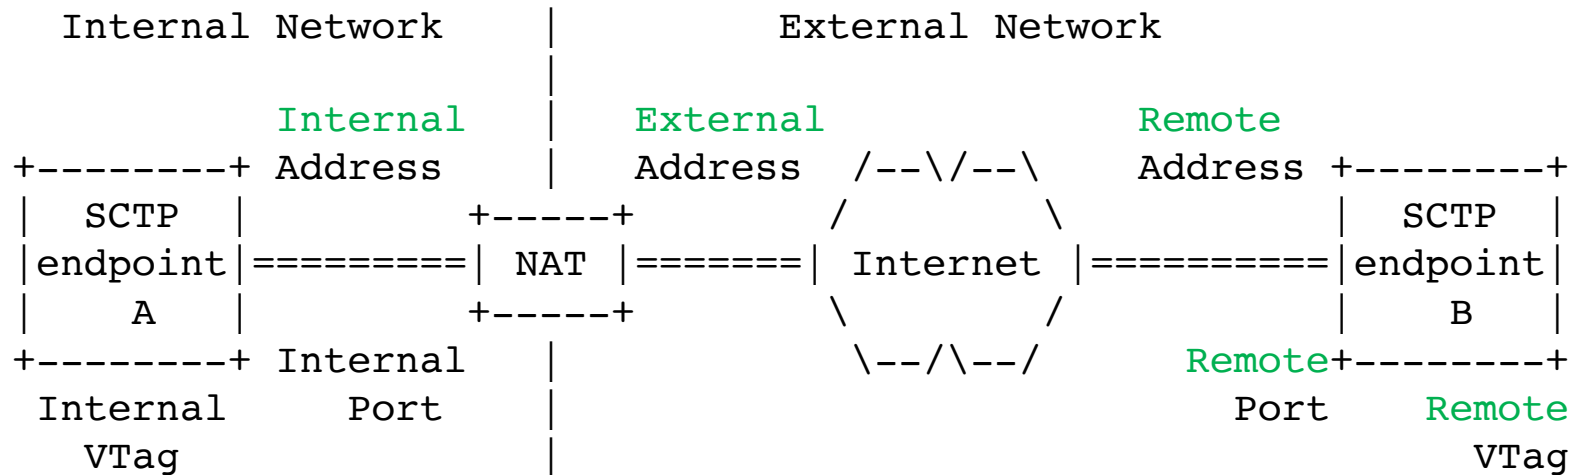 Internal Network    |         External Network
                       |
           Internal    |    External             Remote
+--------+ Address     |    Address  /--\/--\    Address +--------+
|  SCTP  |         +-----+          /        \           |  SCTP  |
|endpoint|=========| NAT |=======| Internet |==========|endpoint|
|   A    |         +-----+          \        /           |   B    |
+--------+ Internal    |             \--/\--/      Remote+--------+
 Internal     Port     |                             Port    Remote
   VTag                |                                       VTag